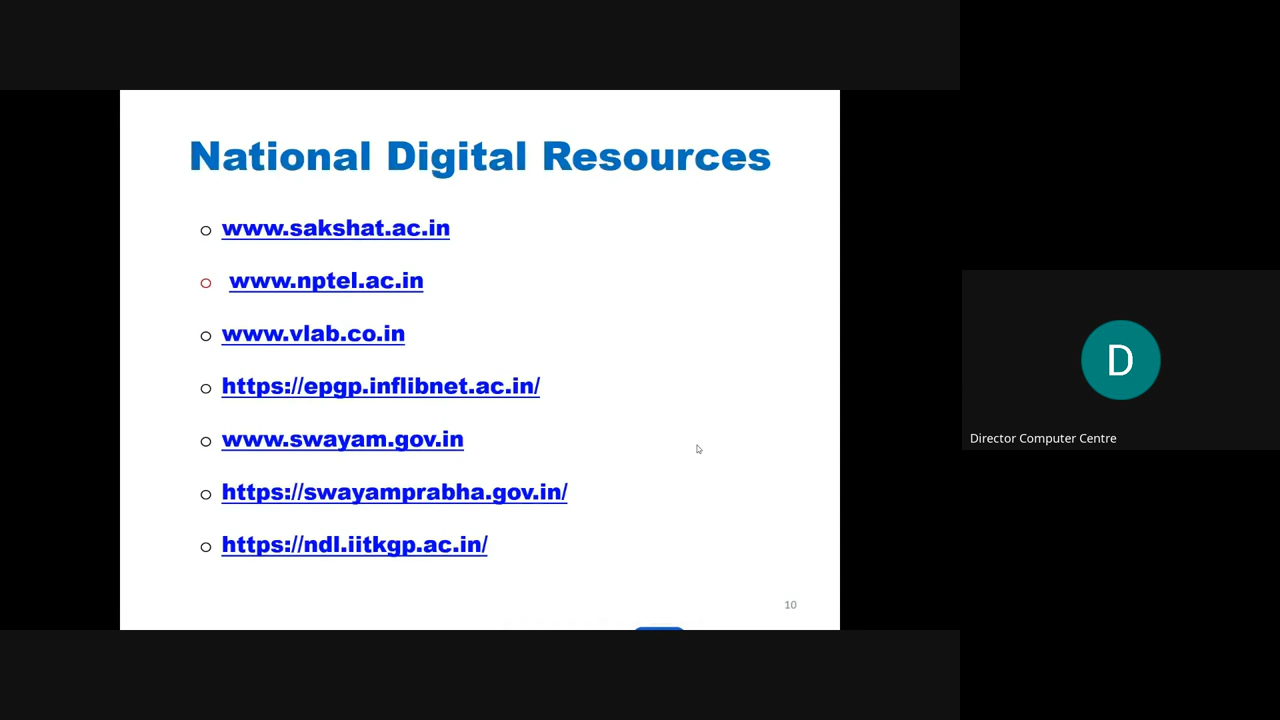 National Digital Resources
www.sakshat.ac.in
www.nptel.ac.in
www.vlab.co.in
https://epgp.inflibnet.ac.in/
www.swayam.gov.in
https://swayamprabha.gov.in/
https://ndl.iitkgp.ac.in/
10
D
Director Computer Centre